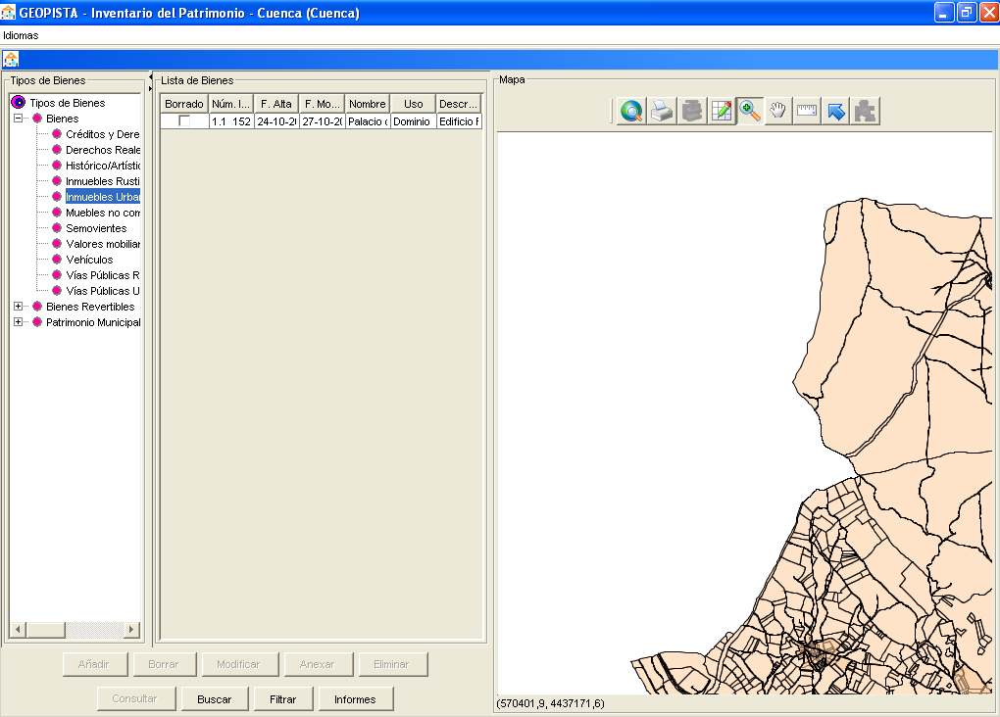 GEOPISTA - Inventario del Patrimonio - Cuenca (Cuenca)
Idiomas
Tipos de Bienes
Tipos de Bienes
Bienes
Créditos y Dere
Derechos Reale
Histórico/Artístic
Inmuebles Rusti
Inmuebles Urbar
Muebles no com
Semovientes
Valores mobiliar
Vehículos
Vías Públicas R
Vías Públicas U
Bienes Revertibles
Patrimonio Municipal
Lista de Bienes
Borrado Núm. I... F. Alta F. Mo... Nombre Uso Descr...
1.1 152 24-10-20 27-10-20 Palacio Dominio Edificio
Mapa
(570401,9, 4437171,6)
Añadir Borrar Modificar Anexar Eliminar
Consultar Buscar Filtrar Informes